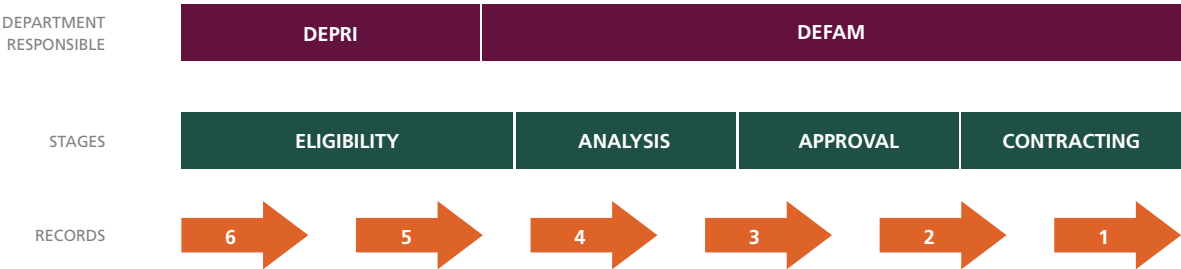 DEPARTMENT
RESPONSIBLE
DEPRI
DEFAM
STAGES
ELIGIBILITY
ANALYSIS
APPROVAL
CONTRACTING
RECORDS
6
5
4
3
2
1